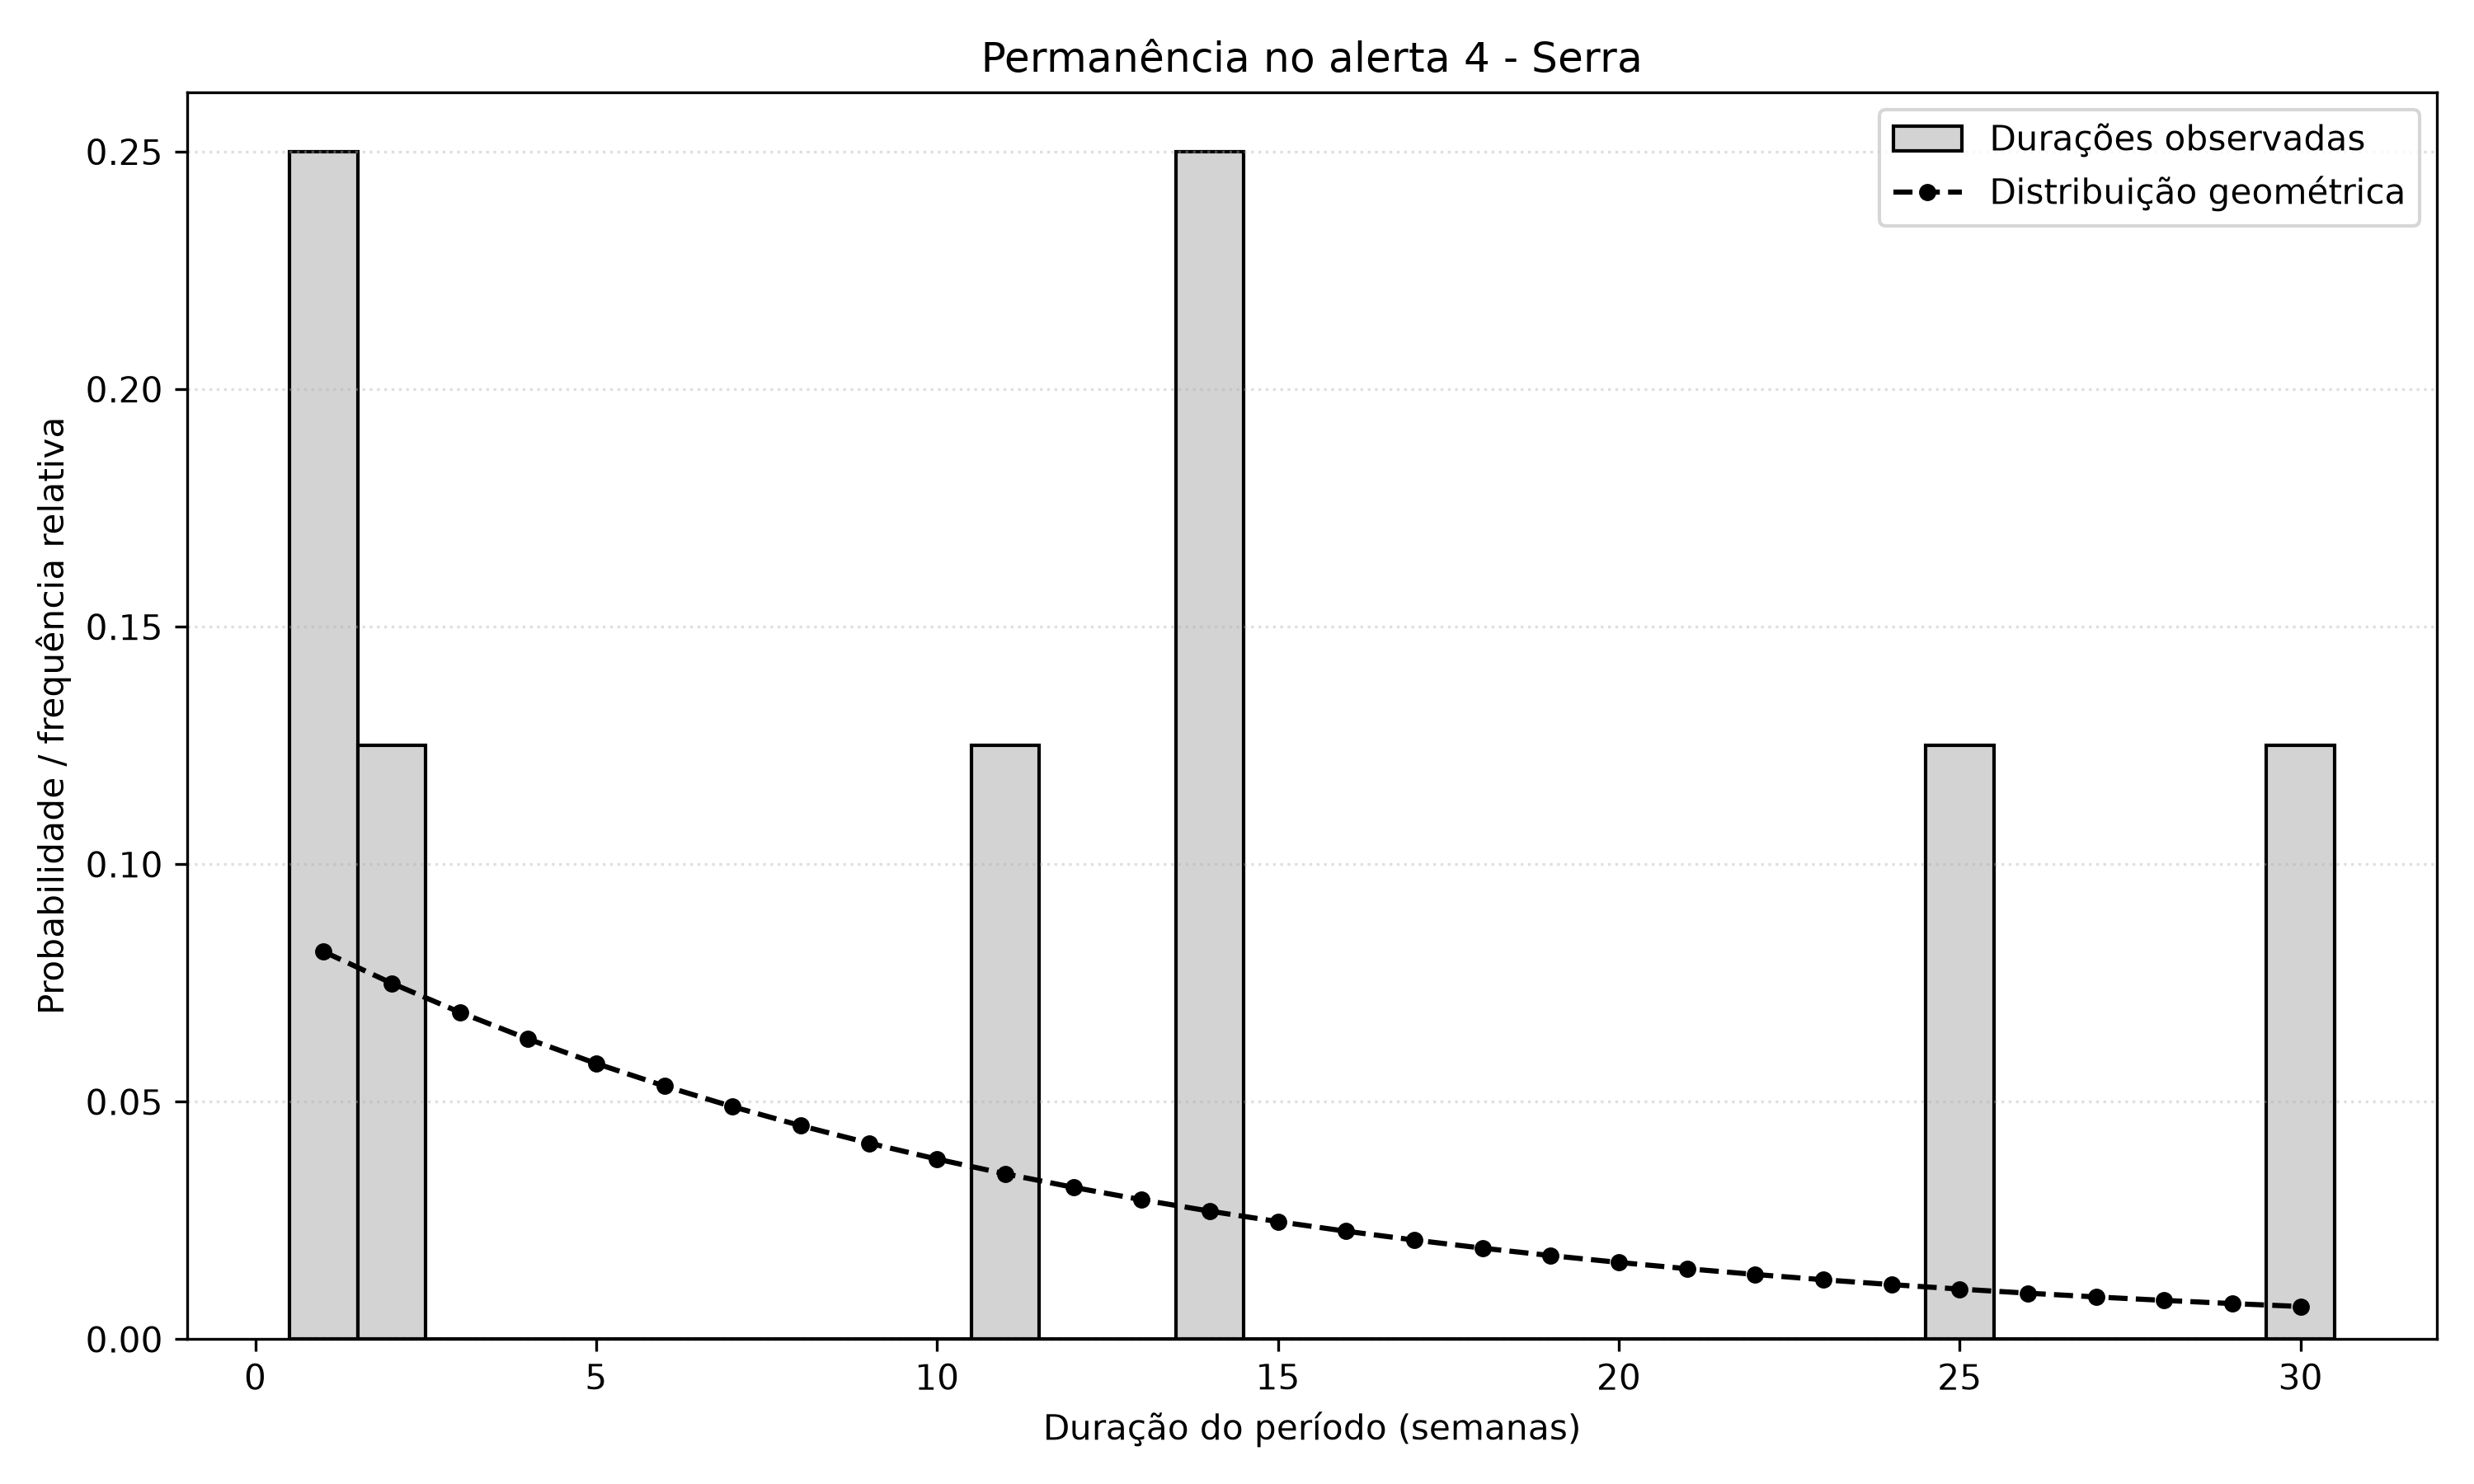 Permanência no alerta 4 - Serra
Durações observadas
Distribuição geométrica
Probabilidade / frequência relativa
0.25
0.20
0.15
0.10
0.05
0.00
0 5 10 15 20 25 30
Duração do período (semanas)